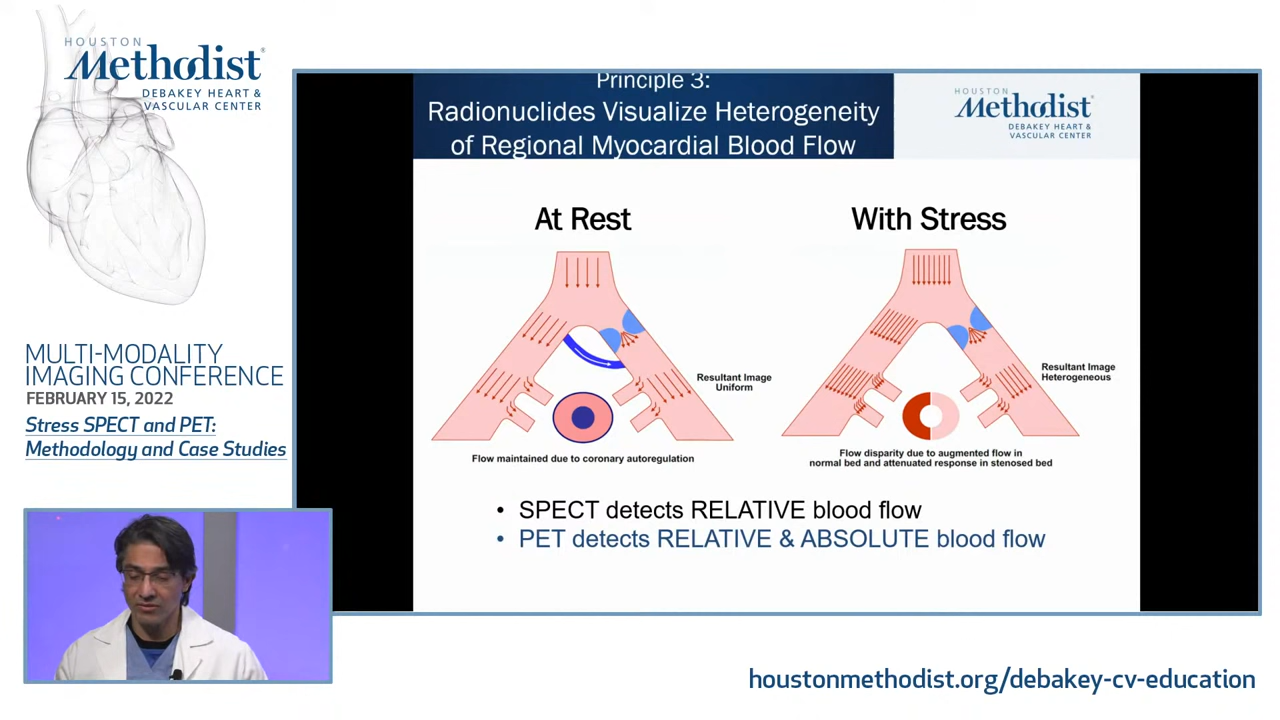 HOUSTON
Methodist
DEBAKEY HEART &
VASCULAR CENTER
MULTI-MODALITY
IMAGING CONFERENCE
FEBRUARY 15, 2022
Stress SPECT and PET:
Methodology and Case Studies
Principle 3:
Radionuclides Visualize Heterogeneity
of Regional Myocardial Blood Flow
HOUSTON
Methodist
DEBAKEY HEART &
VASCULAR CENTER
At Rest
Resultant Image
Uniform
Flow maintained due to coronary autoregulation
With Stress
Resultant Image
Heterogeneous
Flow disparity due to augmented flow in
normal bed and attenuated response in stenosed bed
• SPECT detects RELATIVE blood flow
• PET detects RELATIVE & ABSOLUTE blood flow
houstonmethodist.org/debakey-cv-education